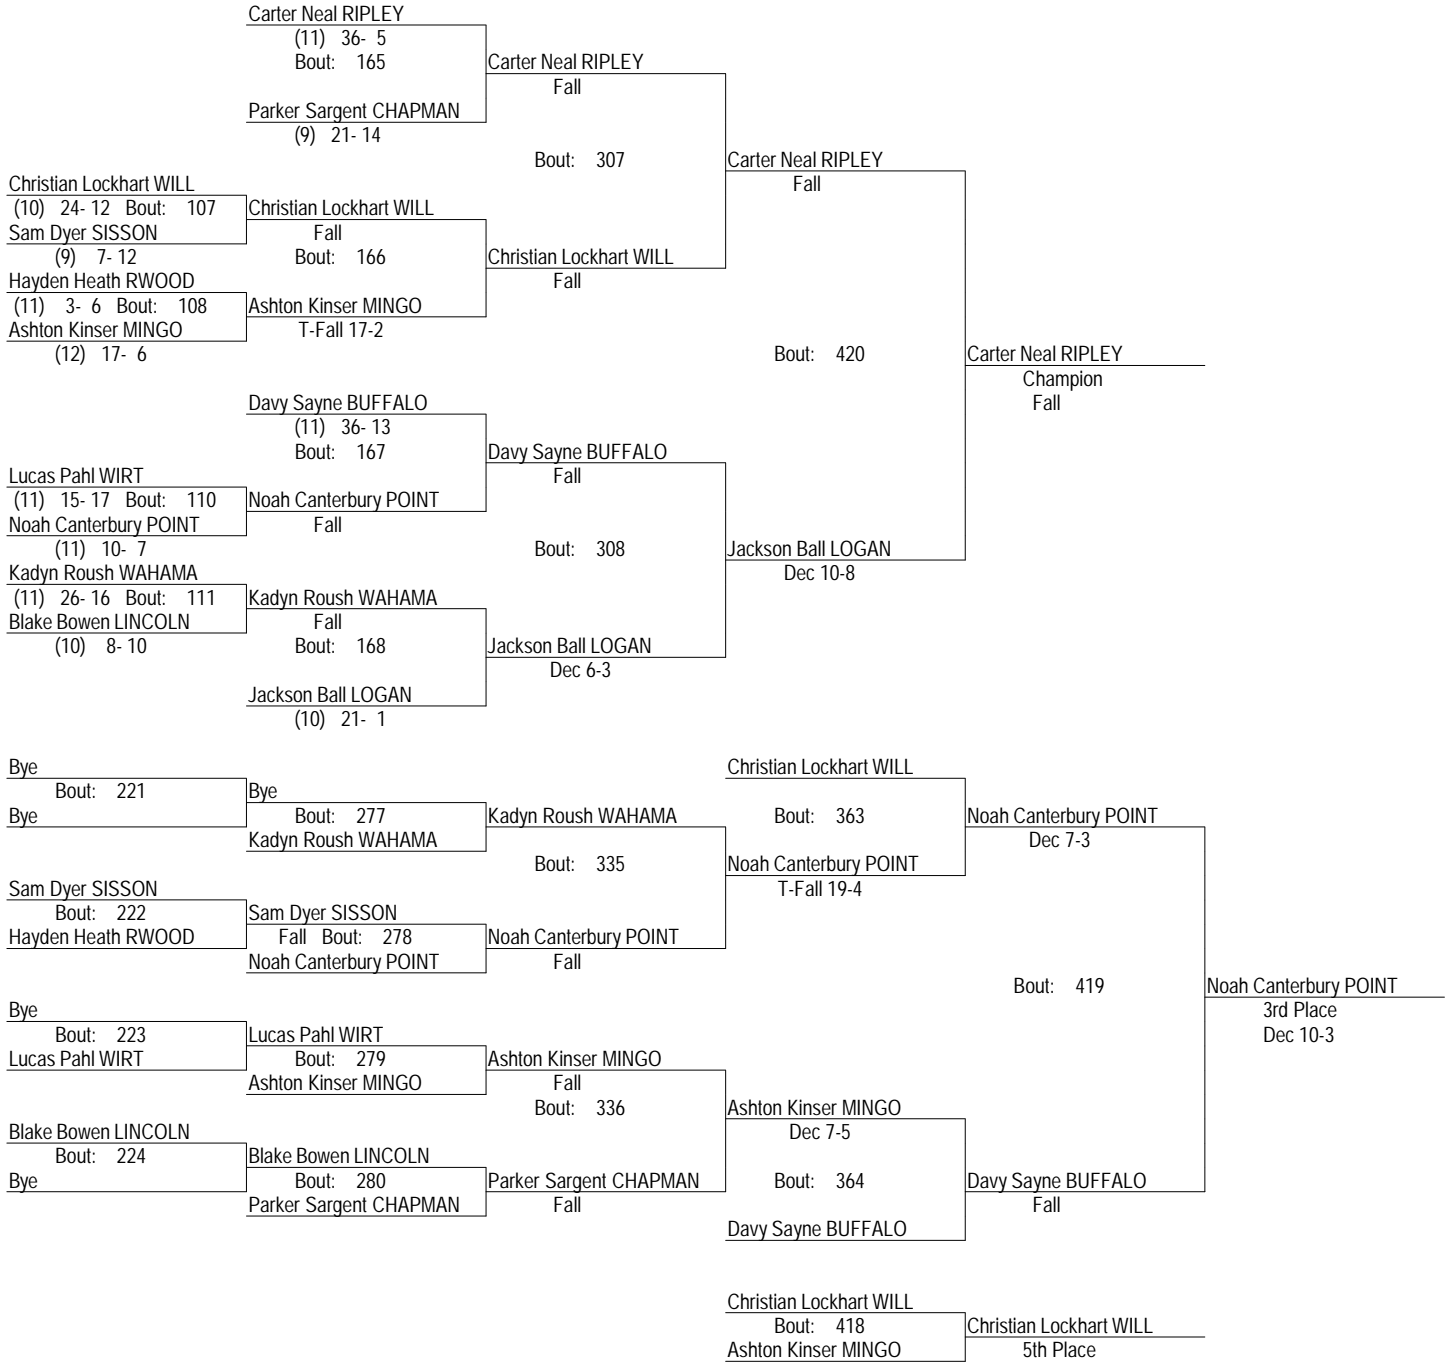 Carter Neal RIPLEY
(11) 36- 5
Bout: 165
Carter Neal RIPLEY
Fall
Parker Sargent CHAPMAN
(9) 21- 14
Bout: 307
Carter Neal RIPLEY
Fall
Christian Lockhart WILL
(10) 24- 12 Bout: 107
Christian Lockhart WILL
Sam Dyer SISSON
Fall
(9) 7- 12
Bout: 166
Christian Lockhart WILL
Fall
Hayden Heath RWOOD
(11) 3- 6 Bout: 108
Ashton Kinser MINGO
Ashton Kinser MINGO
T-Fall 17-2
(12) 17- 6
Bout: 420
Carter Neal RIPLEY
Champion
Fall
Davy Sayne BUFFALO
(11) 36- 13
Bout: 167
Davy Sayne BUFFALO
Fall
Lucas Pahl WIRT
(11) 15- 17 Bout: 110
Noah Canterbury POINT
Noah Canterbury POINT
Fall
(11) 10- 7
Bout: 308
Jackson Ball LOGAN
Dec 10-8
Kadyn Roush WAHAMA
(11) 26- 16 Bout: 111
Kadyn Roush WAHAMA
Blake Bowen LINCOLN
Fall
(10) 8- 10
Bout: 168
Jackson Ball LOGAN
Dec 6-3
Jackson Ball LOGAN
(10) 21- 1
Bye
Christian Lockhart WILL
Bout: 221
Bye
Bye
Bout: 277
Kadyn Roush WAHAMA
Bout: 363
Noah Canterbury POINT
Kadyn Roush WAHAMA
Dec 7-3
Bout: 335
Noah Canterbury POINT
T-Fall 19-4
Sam Dyer SISSON
Bout: 222
Sam Dyer SISSON
Hayden Heath RWOOD
Fall Bout: 278
Noah Canterbury POINT
Noah Canterbury POINT
Fall
Bout: 419
Noah Canterbury POINT
3rd Place
Dec 10-3
Bye
Bout: 223
Lucas Pahl WIRT
Lucas Pahl WIRT
Bout: 279
Ashton Kinser MINGO
Ashton Kinser MINGO
Fall
Bout: 336
Ashton Kinser MINGO
Dec 7-5
Blake Bowen LINCOLN
Bout: 224
Blake Bowen LINCOLN
Bye
Bout: 280
Parker Sargent CHAPMAN
Bout: 364
Davy Sayne BUFFALO
Parker Sargent CHAPMAN
Fall
Fall
Davy Sayne BUFFALO
Christian Lockhart WILL
Bout: 418
Christian Lockhart WILL
Ashton Kinser MINGO
5th Place